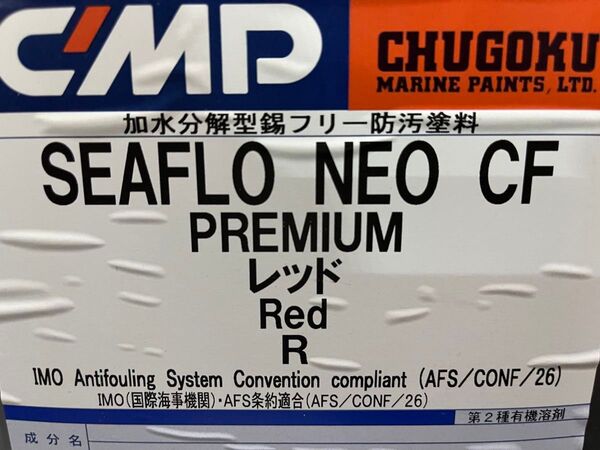 CMP
CHUGOKU
MARINE PAINTS, LTD.
加水分解型錫フリー防汚塗料
SEAFLO NEO CF
PREMIUM
レッド
Red
R
IMO Antifouling System Convention compliant (AFS/CONF/26)
IMO(国際海事機関)・AFS条約適合(AFS/CONF/26)
第2種有機溶剤
成分名